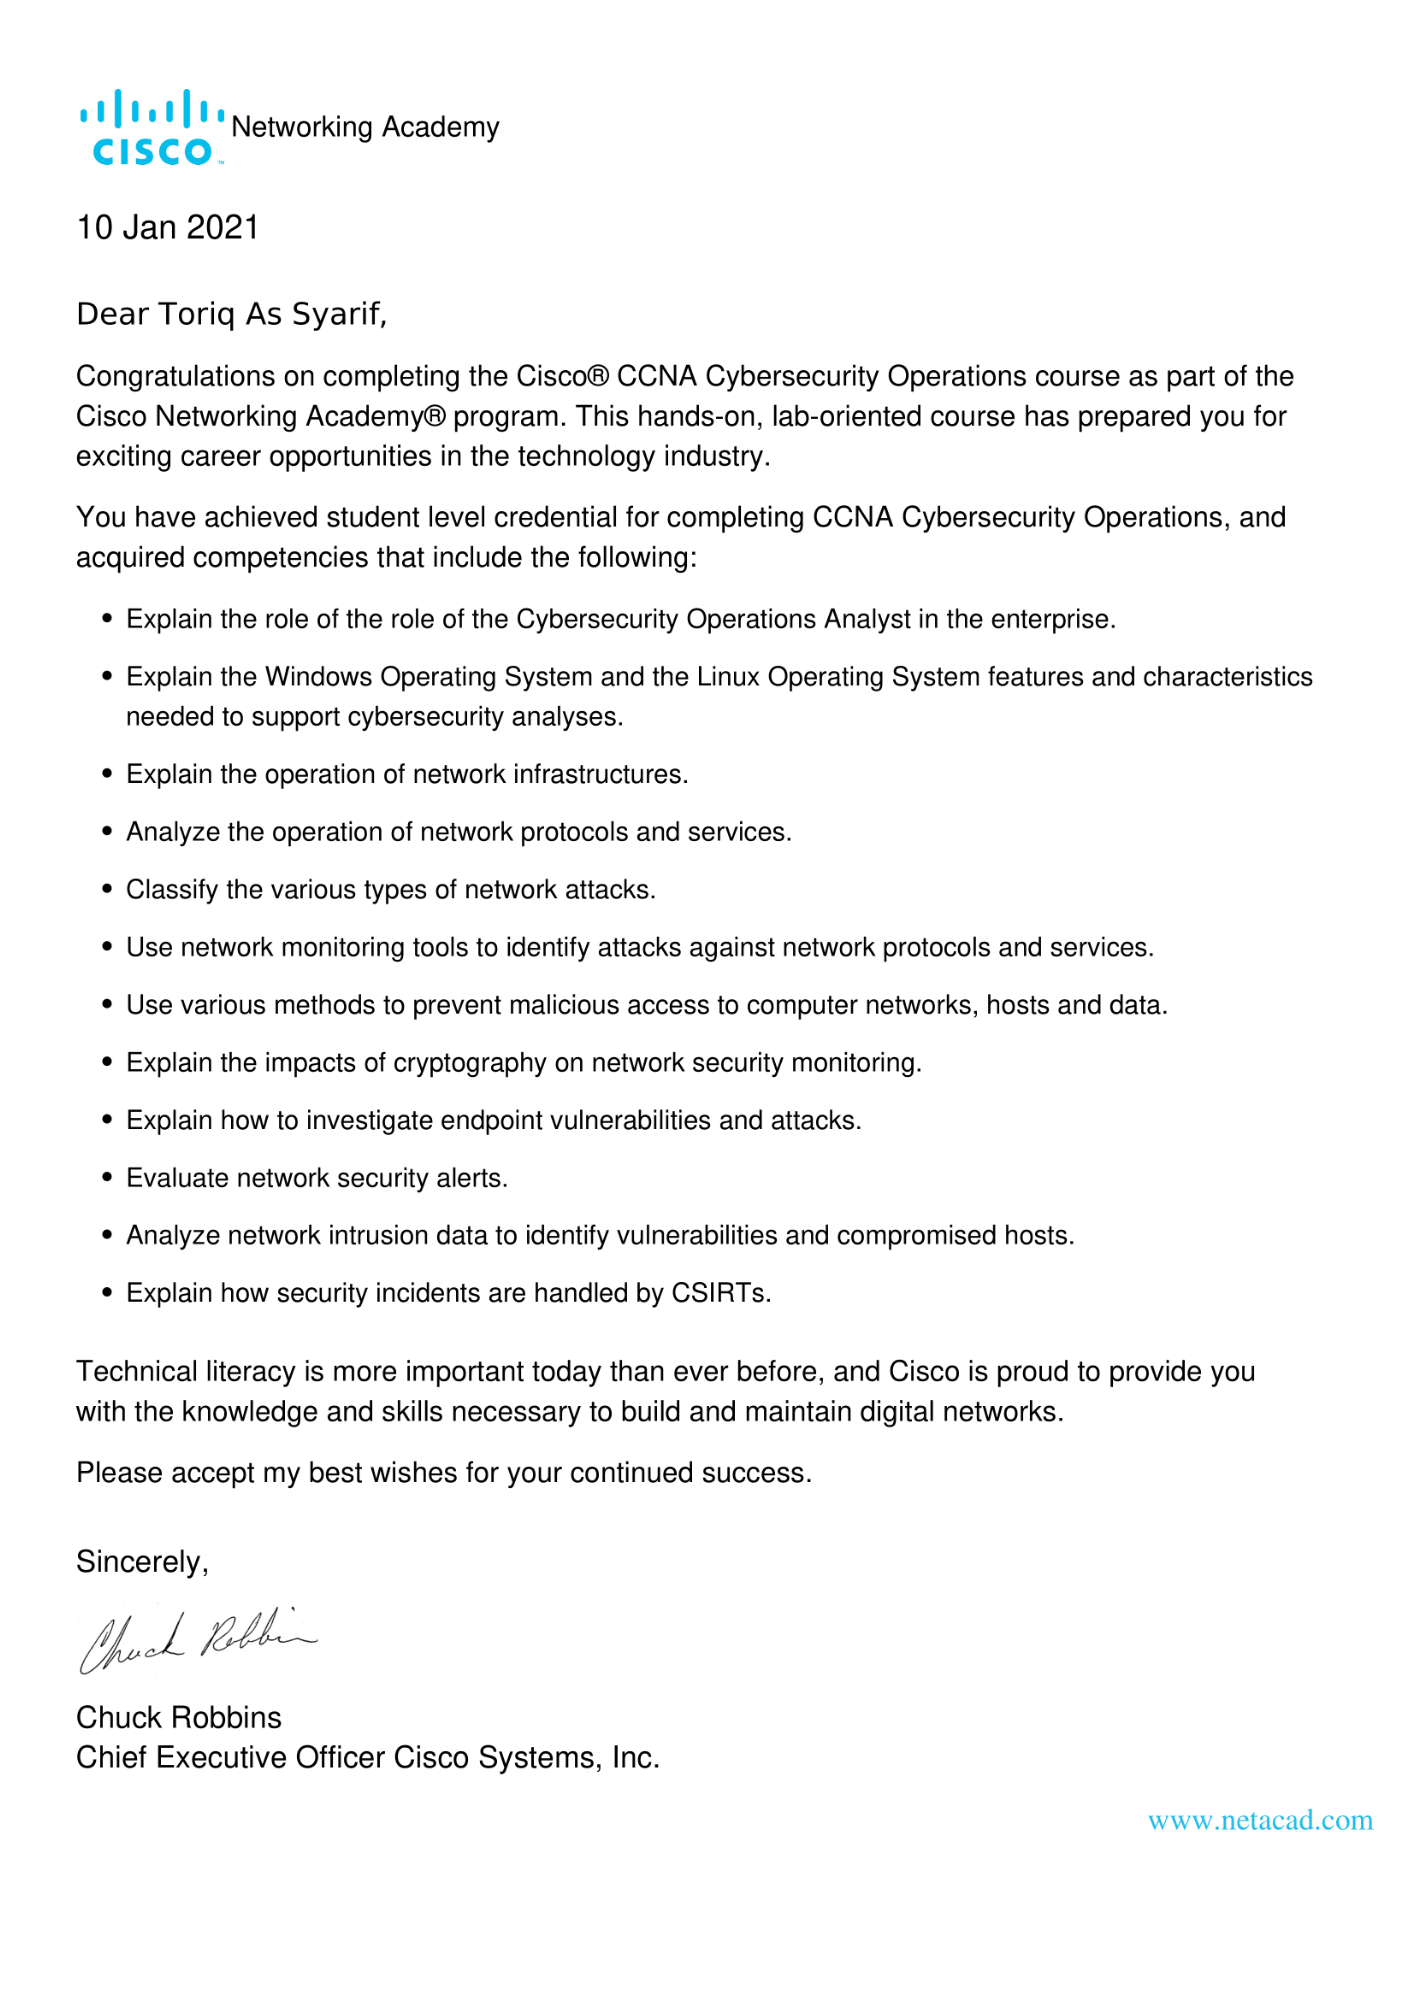 CISCO™ Networking Academy
10 Jan 2021
Dear Toriq As Syarif,
Congratulations on completing the Cisco® CCNA Cybersecurity Operations course as part of the
Cisco Networking Academy® program. This hands-on, lab-oriented course has prepared you for
exciting career opportunities in the technology industry.
You have achieved student level credential for completing CCNA Cybersecurity Operations, and
acquired competencies that include the following:
• Explain the role of the role of the Cybersecurity Operations Analyst in the enterprise.
• Explain the Windows Operating System and the Linux Operating System features and characteristics
needed to support cybersecurity analyses.
• Explain the operation of network infrastructures.
• Analyze the operation of network protocols and services.
• Classify the various types of network attacks.
• Use network monitoring tools to identify attacks against network protocols and services.
• Use various methods to prevent malicious access to computer networks, hosts and data.
• Explain the impacts of cryptography on network security monitoring.
• Explain how to investigate endpoint vulnerabilities and attacks.
• Evaluate network security alerts.
• Analyze network intrusion data to identify vulnerabilities and compromised hosts.
• Explain how security incidents are handled by CSIRTs.
Technical literacy is more important today than ever before, and Cisco is proud to provide you
with the knowledge and skills necessary to build and maintain digital networks.
Please accept my best wishes for your continued success.
Sincerely,
Chuck Robbins
Chuck Robbins
Chief Executive Officer Cisco Systems, Inc.
www.netacad.com